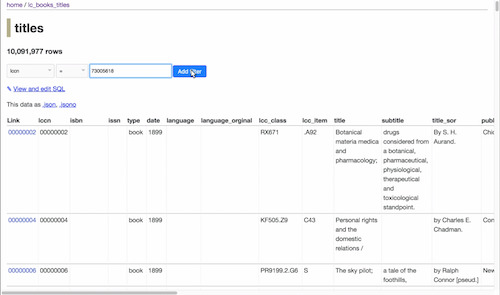 home / lc_books_titles
titles
10,091,977 rows
lccn = 73005616 Add filter
✎ View and edit SQL
This data as .json, .jsono
Link lccn isbn issn type date language language_orginal lcc_class lcc_item title subtitle title_sor publ
00000002 00000002 book 1899 RX671 .A92 Botanical drugs By S. H. Chic
materia medica considered from Aurand.
and a botanical,
pharmacology; pharmaceutical,
physiological,
therapeutical
and
toxicological
standpoint.
00000004 00000004 book 1899 KF505.Z9 C43 Personal rights by Charles E. Con
and the Chadman.
domestic
relations /
00000006 00000006 book 1899 PR9199.2.G6 S The sky pilot; a tale of the by Ralph New
foothills, Connor [pseud.]